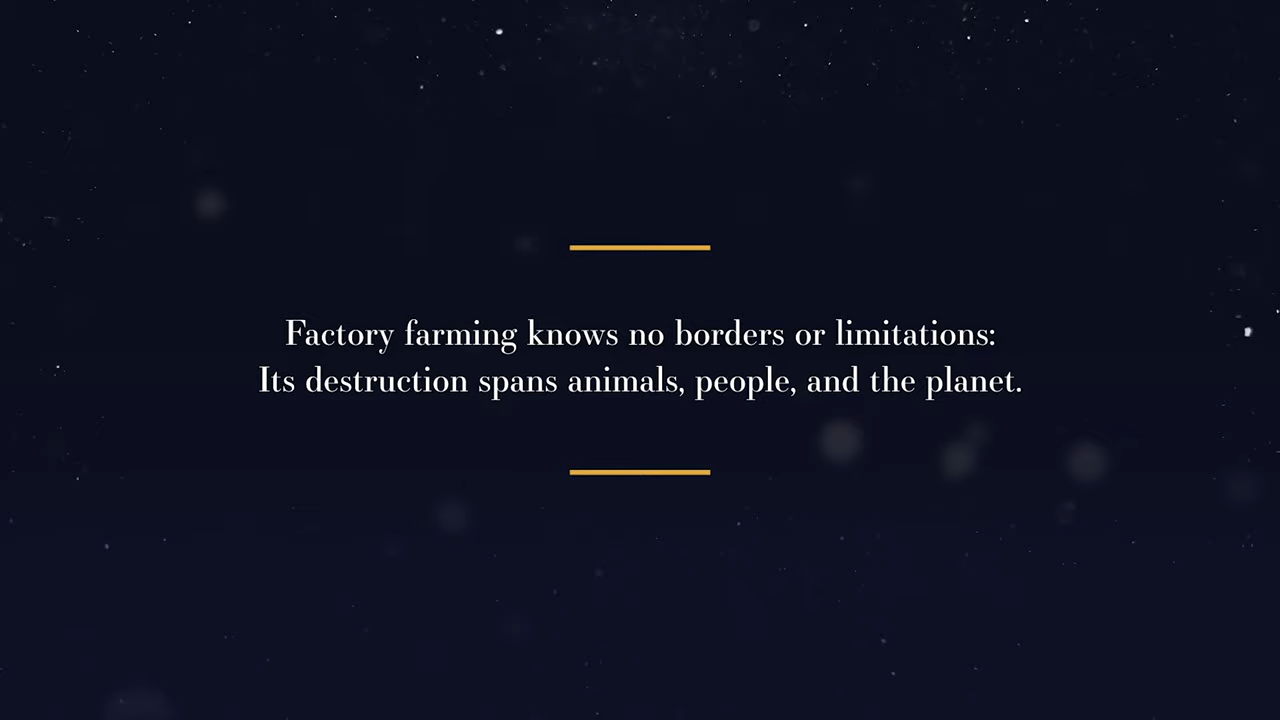 Factory farming knows no borders or limitations:
Its destruction spans animals, people, and the planet.